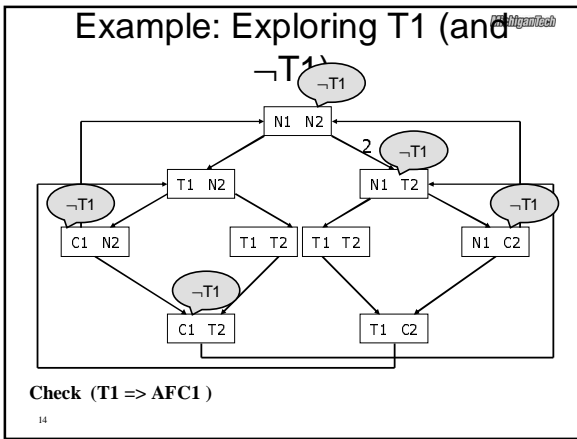 Example: Exploring T1 (and
MichiganTech
¬T1)
¬T1
N1 N2
2
¬T1
T1 N2
N1 T2
¬T1
¬T1
C1 N2
T1 T2
T1 T2
N1 C2
¬T1
C1 T2
T1 C2
Check (T1 => AFC1 )
14